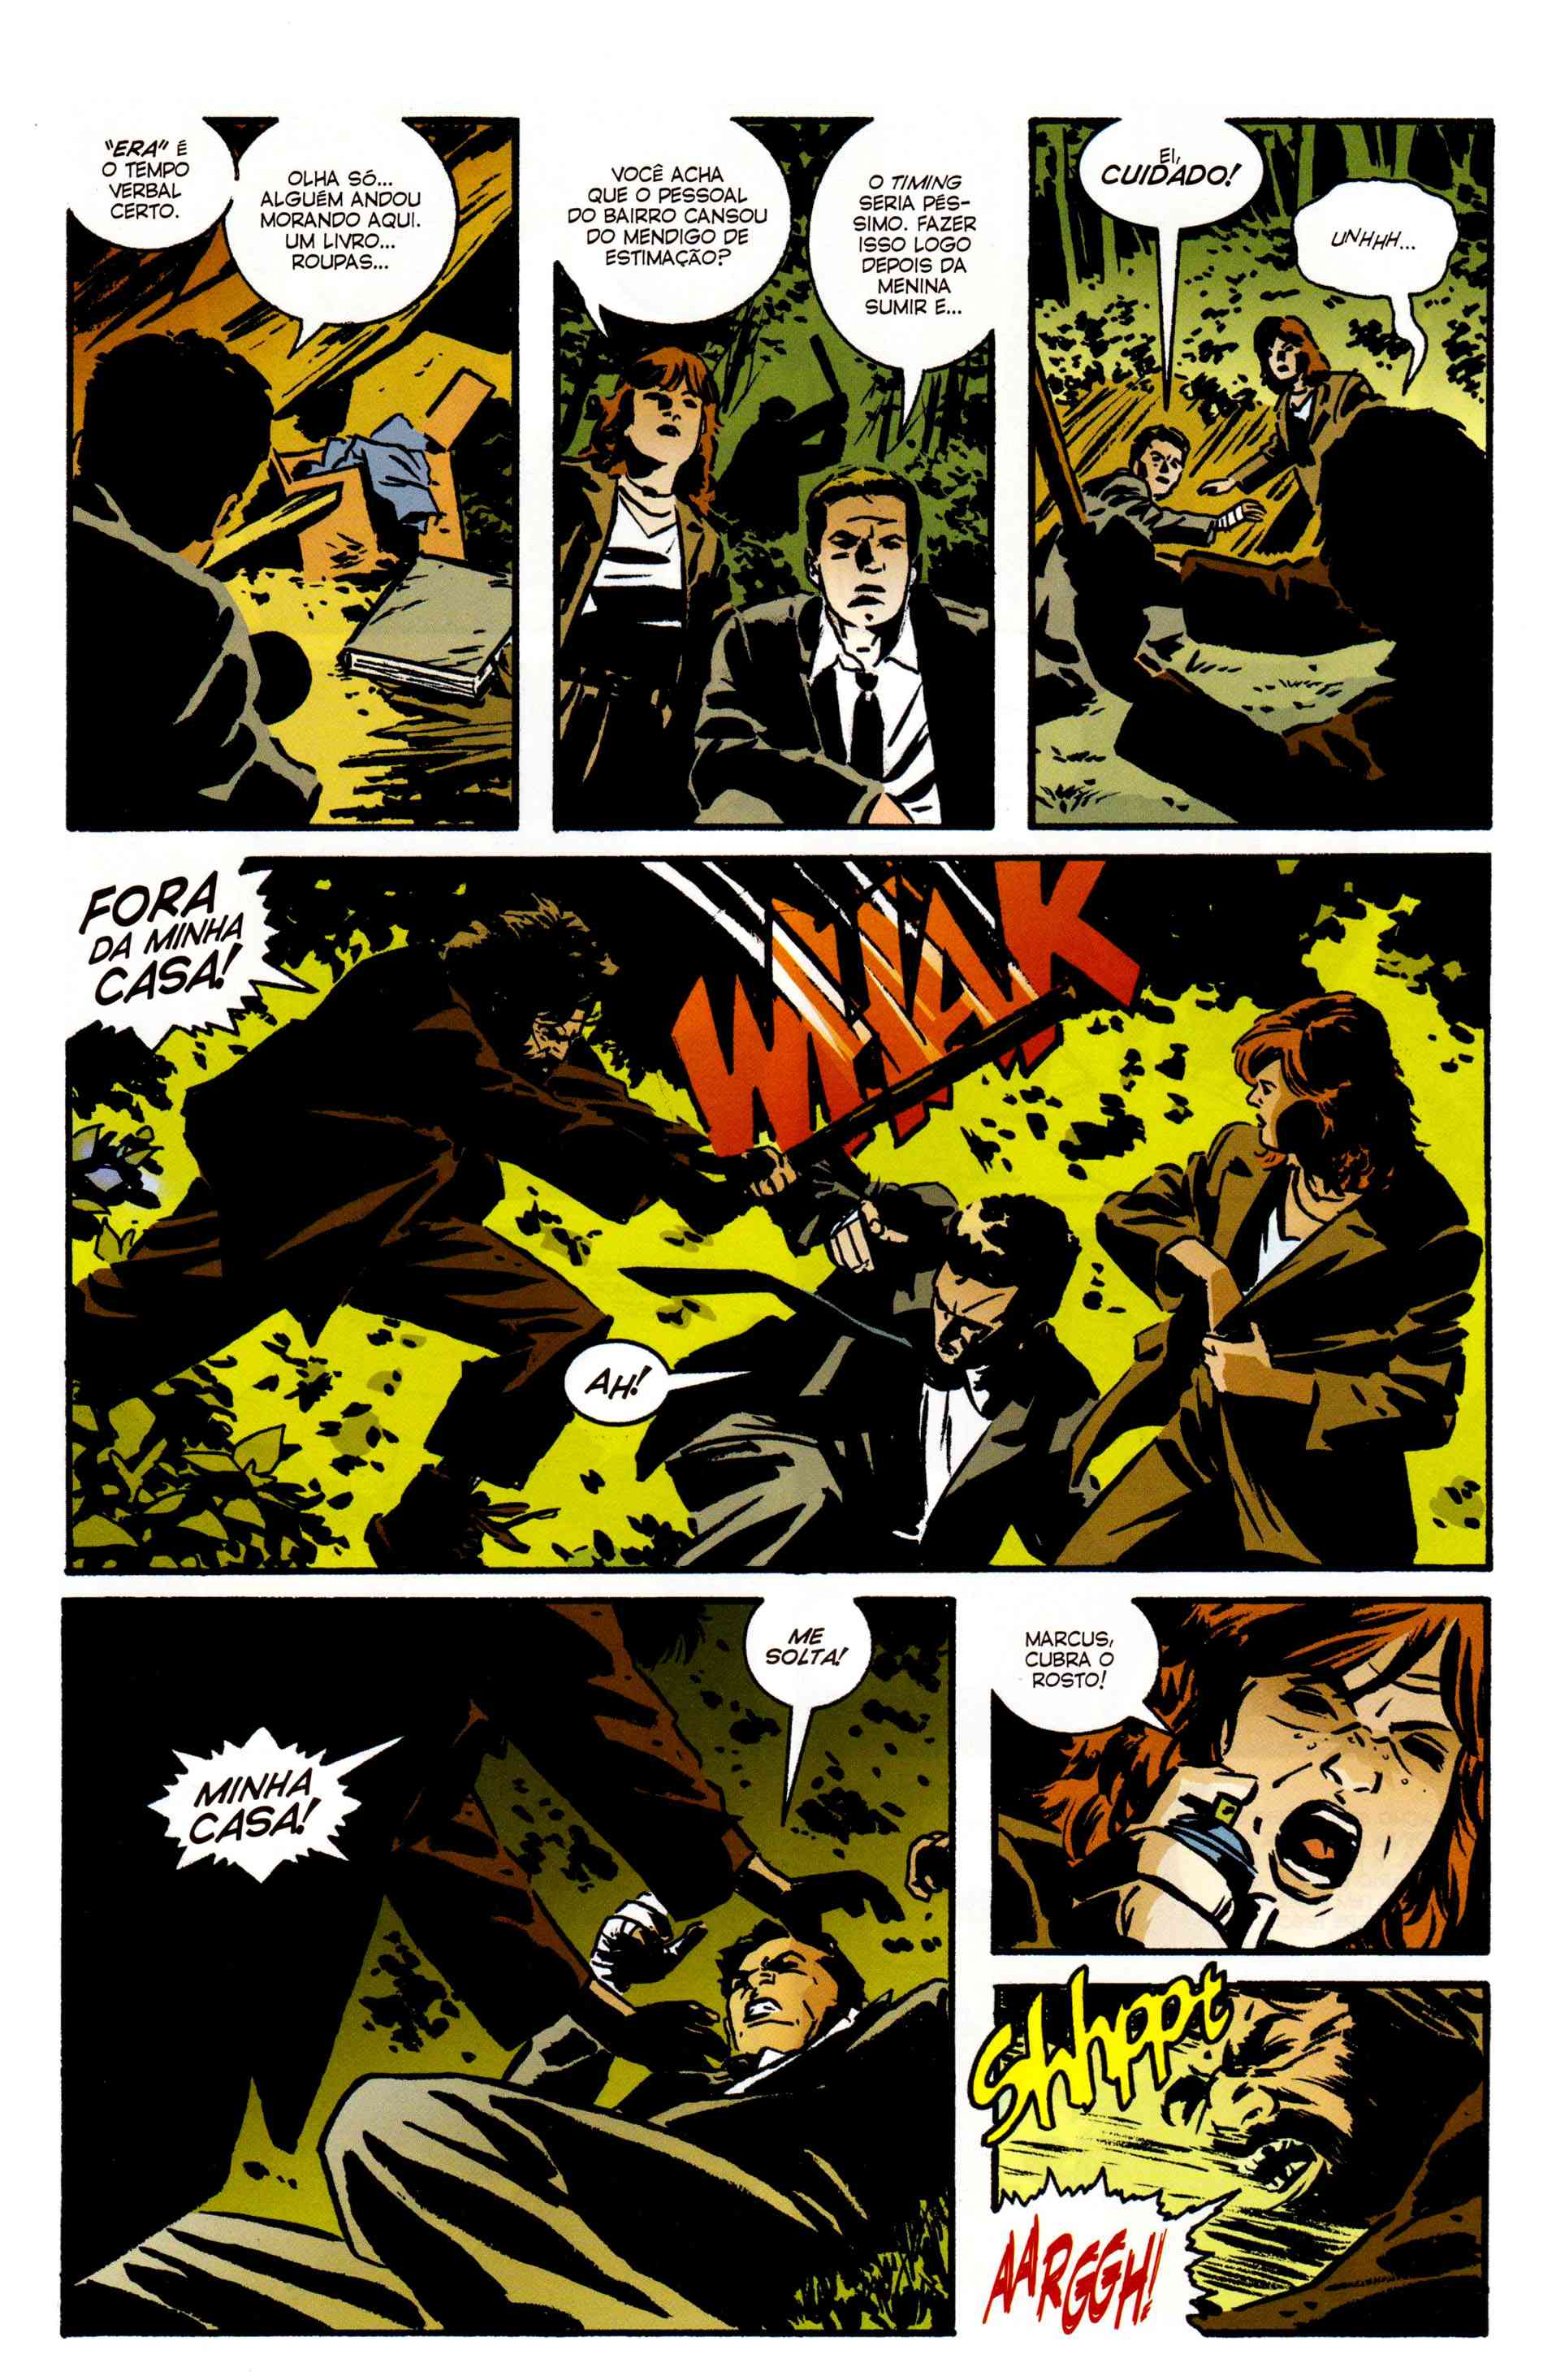 "ERA" É
O TEMPO
VERBAL
CERTO.
OLHA SÓ...
ALGUÉM ANDOU
MORANDO AQUI.
UM LIVRO...
ROUPAS...
VOCÊ ACHA
QUE O PESSOAL
DO BAIRRO CANSOU
DO MENDIGO DE
ESTIMAÇÃO?
O TIMING
SERIA PÉS-
SIMO. FAZER
ISSO LOGO
DEPOIS DA
MENINA
SUMIR E...
EI,
CUIDADO!
UNHHH...
FORA
DA MINHA
CASA!
WHAK
AH!
ME
SOLTA!
MINHA
CASA!
MARCUS,
CUBRA O
ROSTO!
Shhppt
AARGGH!